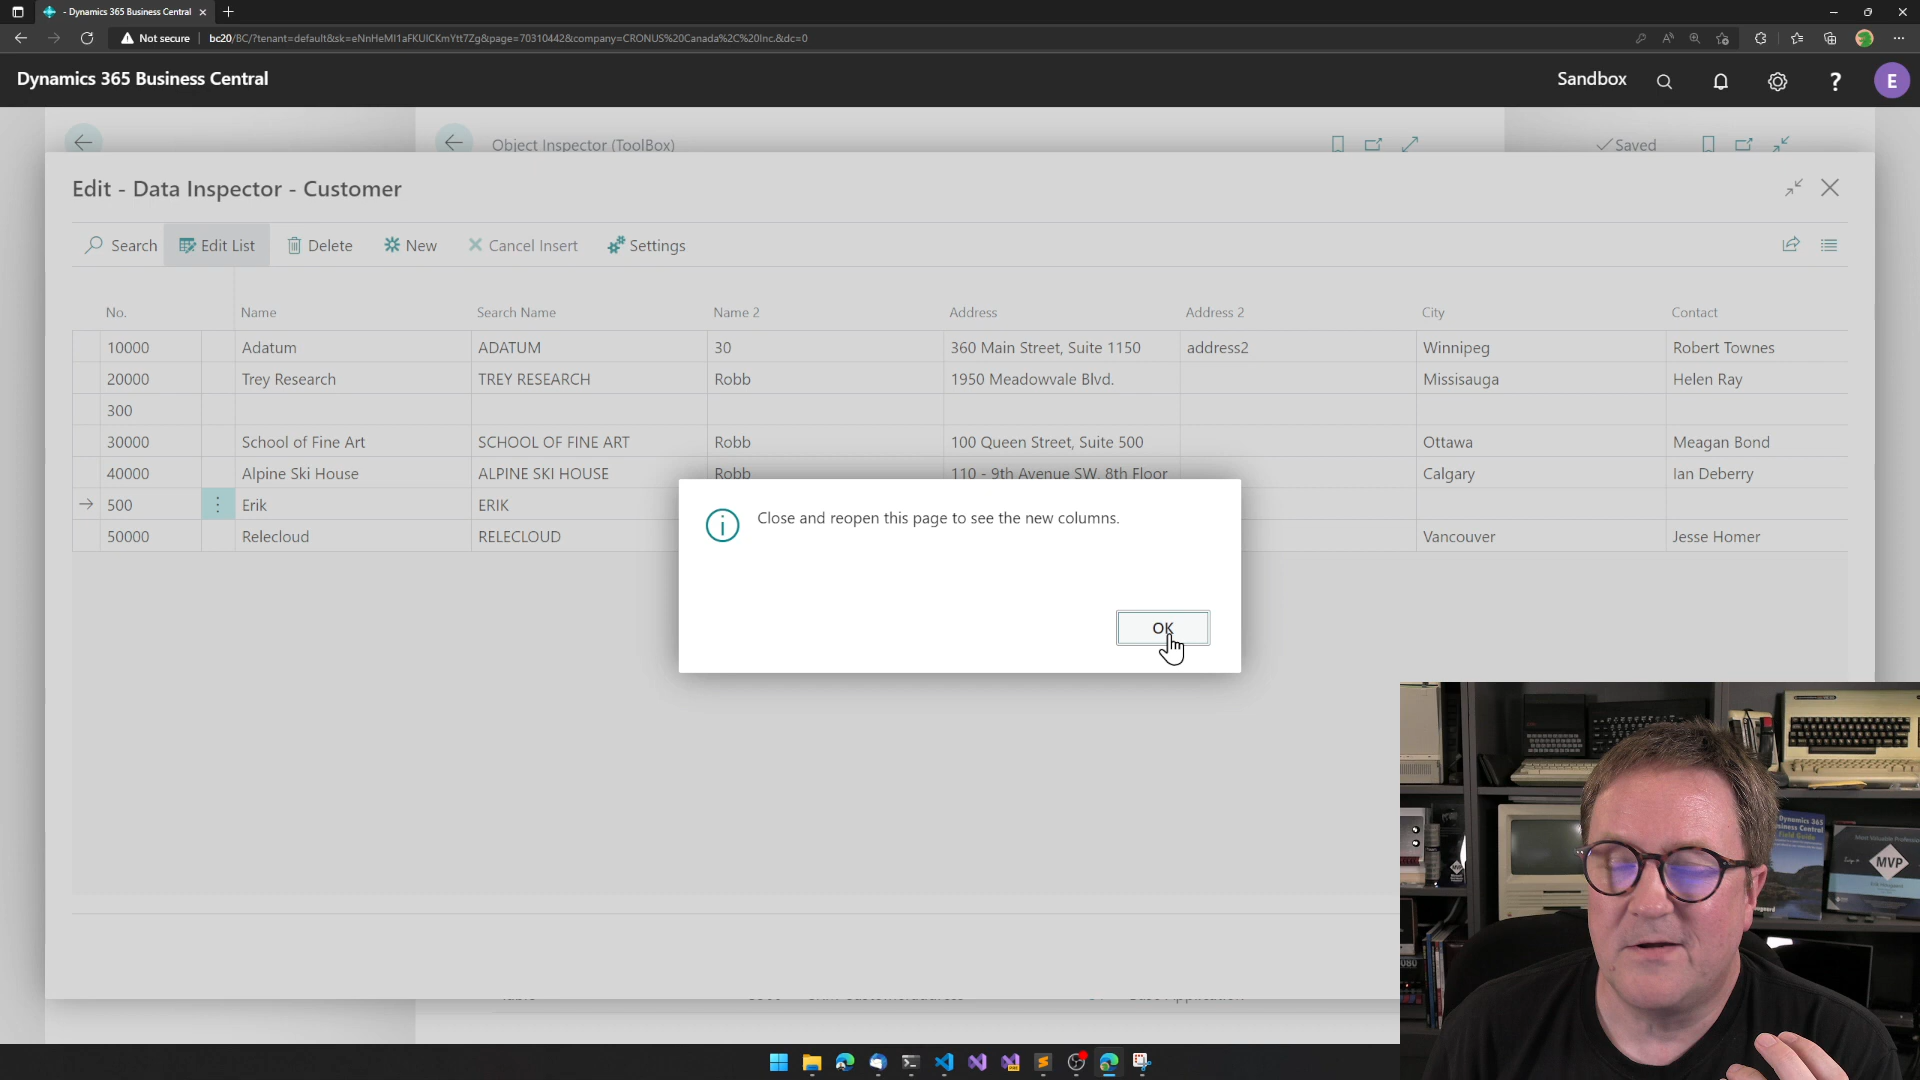 - Dynamics 365 Business Central
Not secure
bc20/BC/?tenant=default&sk=eNnHeMI1aFKUICKmYtt7Zg&page=70310442&company=CRONUS%20Canada%2C%20Inc.&dc=0
Dynamics 365 Business Central
Sandbox
E
Object Inspector (ToolBox)
Saved
Edit - Data Inspector - Customer
Search Edit List Delete New Cancel Insert Settings
No. Name Search Name Name 2 Address Address 2 City Contact
10000 Adatum ADATUM 30 360 Main Street, Suite 1150 address2 Winnipeg Robert Townes
20000 Trey Research TREY RESEARCH Robb 1950 Meadowvale Blvd. Missisauga Helen Ray
300
30000 School of Fine Art SCHOOL OF FINE ART Robb 100 Queen Street, Suite 500 Ottawa Meagan Bond
40000 Alpine Ski House ALPINE SKI HOUSE Robb 110 - 9th Avenue SW, 8th Floor Calgary Ian Deberry
500 Erik ERIK
50000 Relecloud RELECLOUD Vancouver Jesse Homer
Close and reopen this page to see the new columns.
OK
Dynamics 365
Business Central
Field Guide
MVP